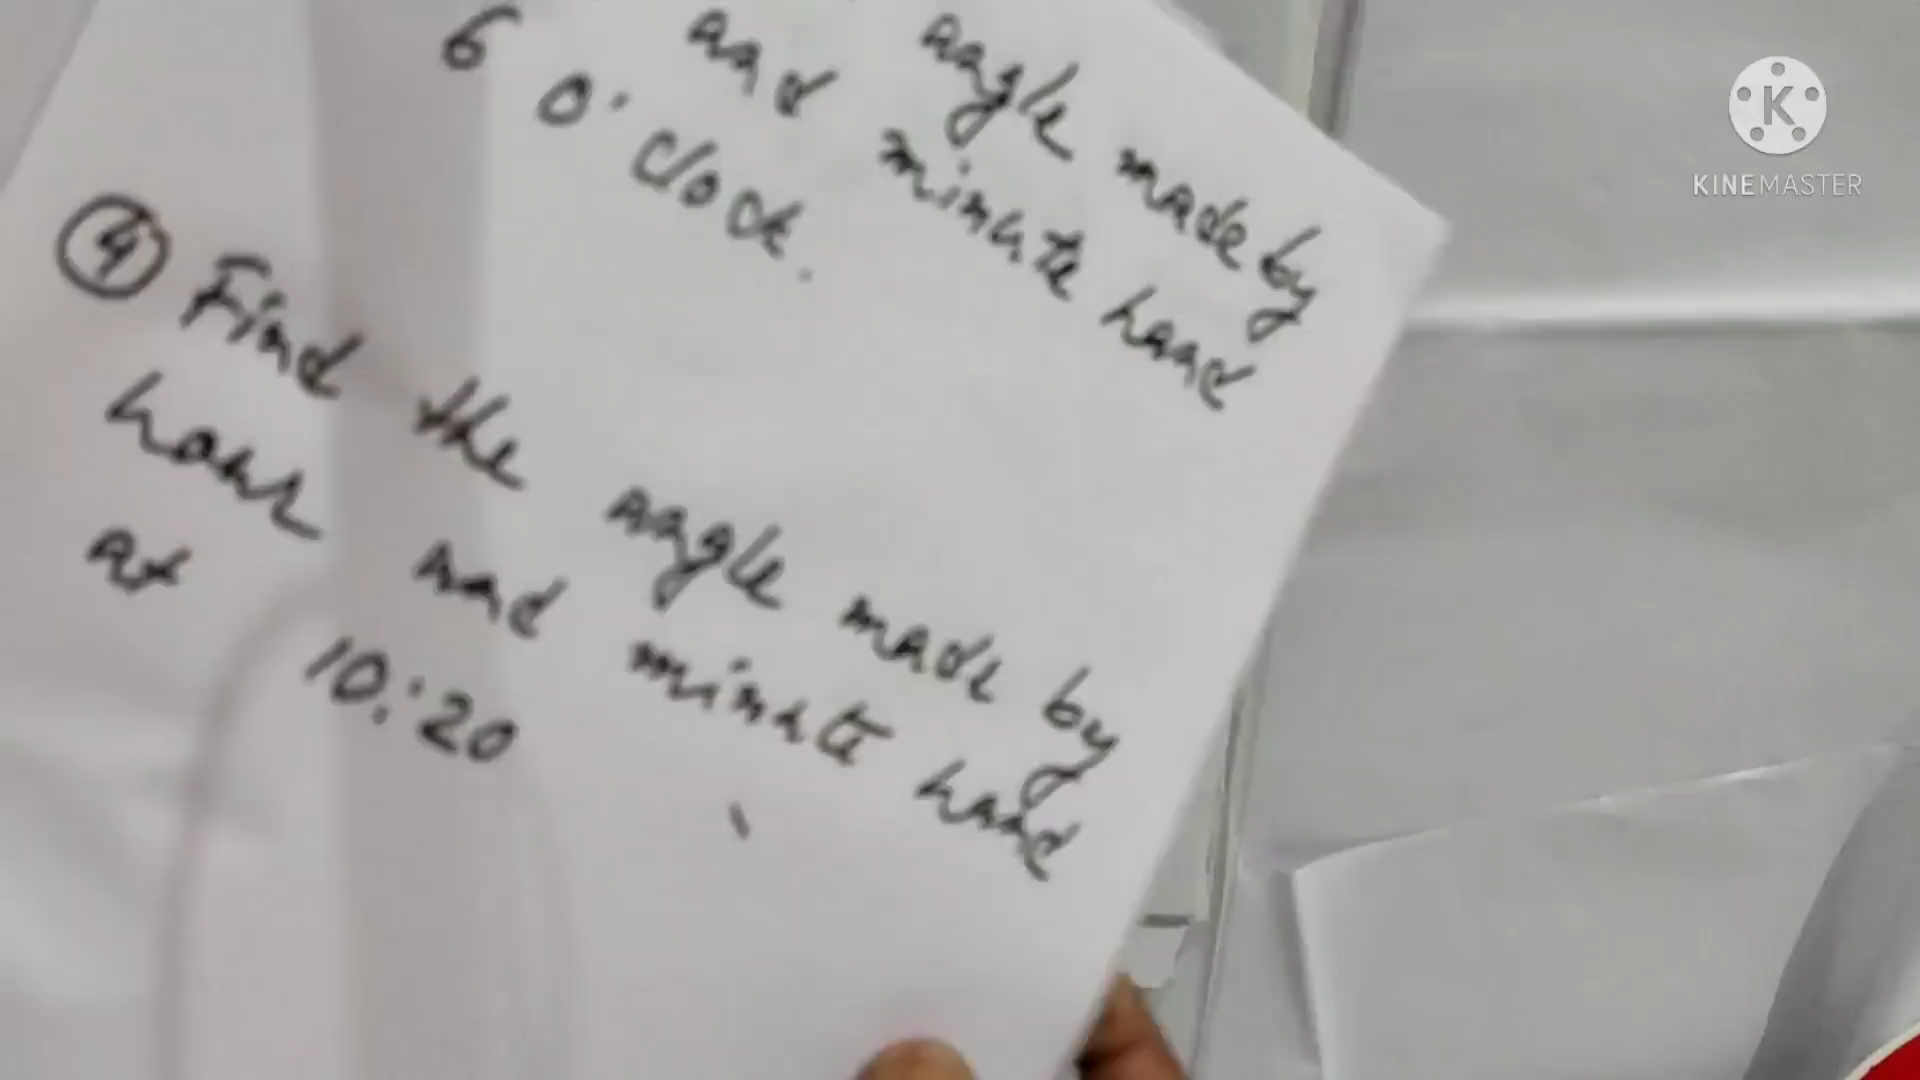 angle made by
and minute hand
6 O'clock.
④ Find the angle made by
hour and minute hand
at 10:20
KINEMASTER